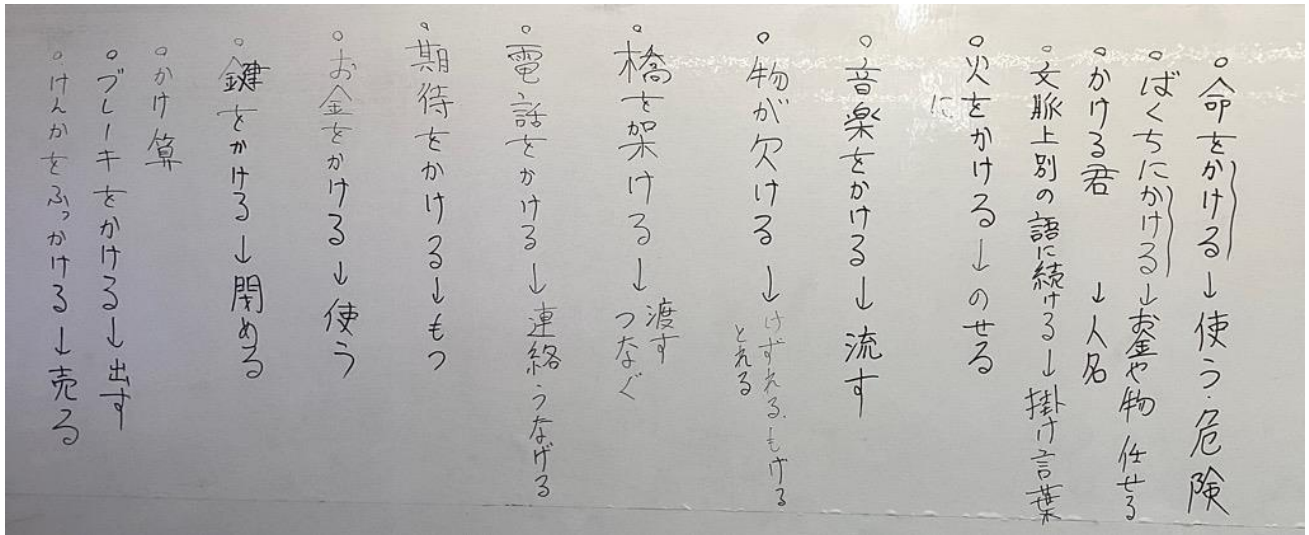 ○命をかける→使う・危険
○ばくちにかける→お金や物 任せる
○かける君 →人名
○文脈上別の語に続ける→掛け言葉
○火をかける→のせる
に
○音楽をかける→流す
○物が欠ける→けずれる、もげる
とれる
○橋を架ける→渡す
つなぐ
○電話をかける→連絡うなげる
○期待をかける→もつ
○お金をかける→使う
○鍵をかける→閉める
○かけ算
○ブレーキをかける→出す
○けんかをふっかける→売る